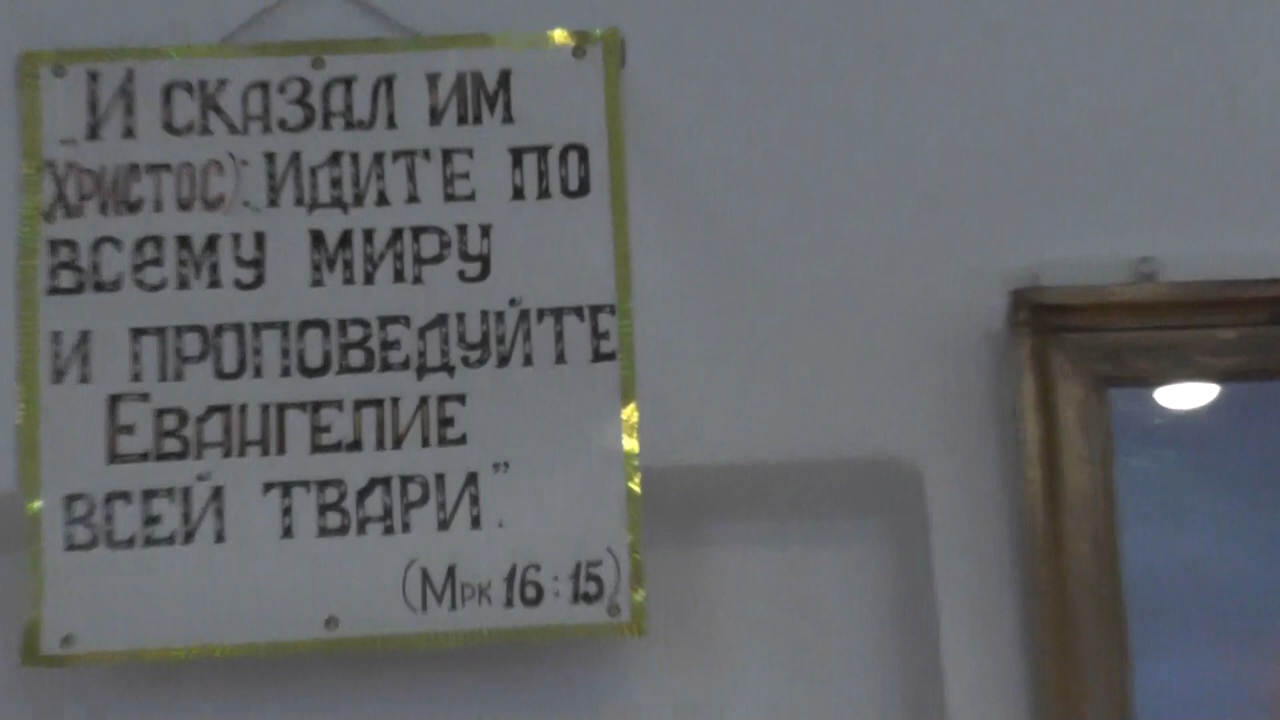 „И СКАЗАЛ ИМ
(ХРИСТОС): ИДИТЕ ПО
ВСЕМУ МИРУ
И ПРОПОВЕДУЙТЕ
ЕВАНГЕЛИЕ
ВСЕЙ ТВАРИ."
(Мрк 16:15)